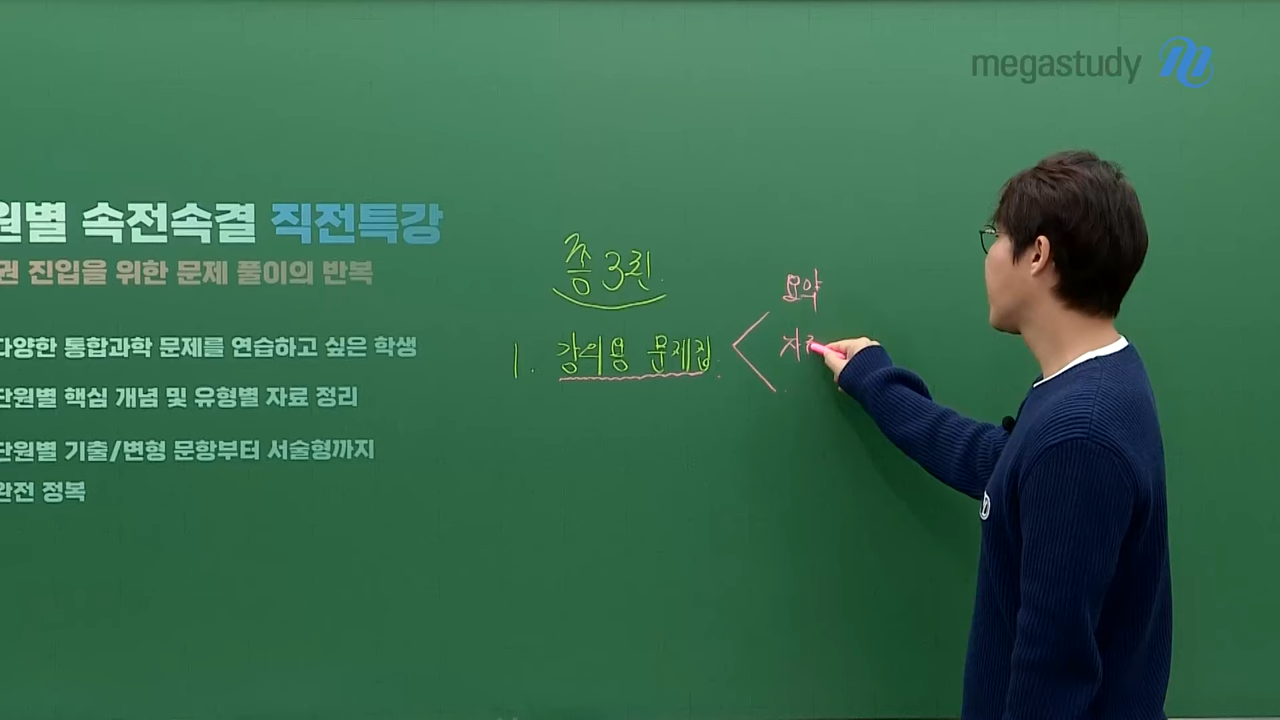 megastudy
원별 속전속결 직전특강
권 진입을 위한 문제 풀이의 반복
다양한 통합과학 문제를 연습하고 싶은 학생
단원별 핵심 개념 및 유형별 자료 정리
단원별 기출/변형 문항부터 서술형까지
완전 정복
총 3권.
1. 강의용 문제집.
요약